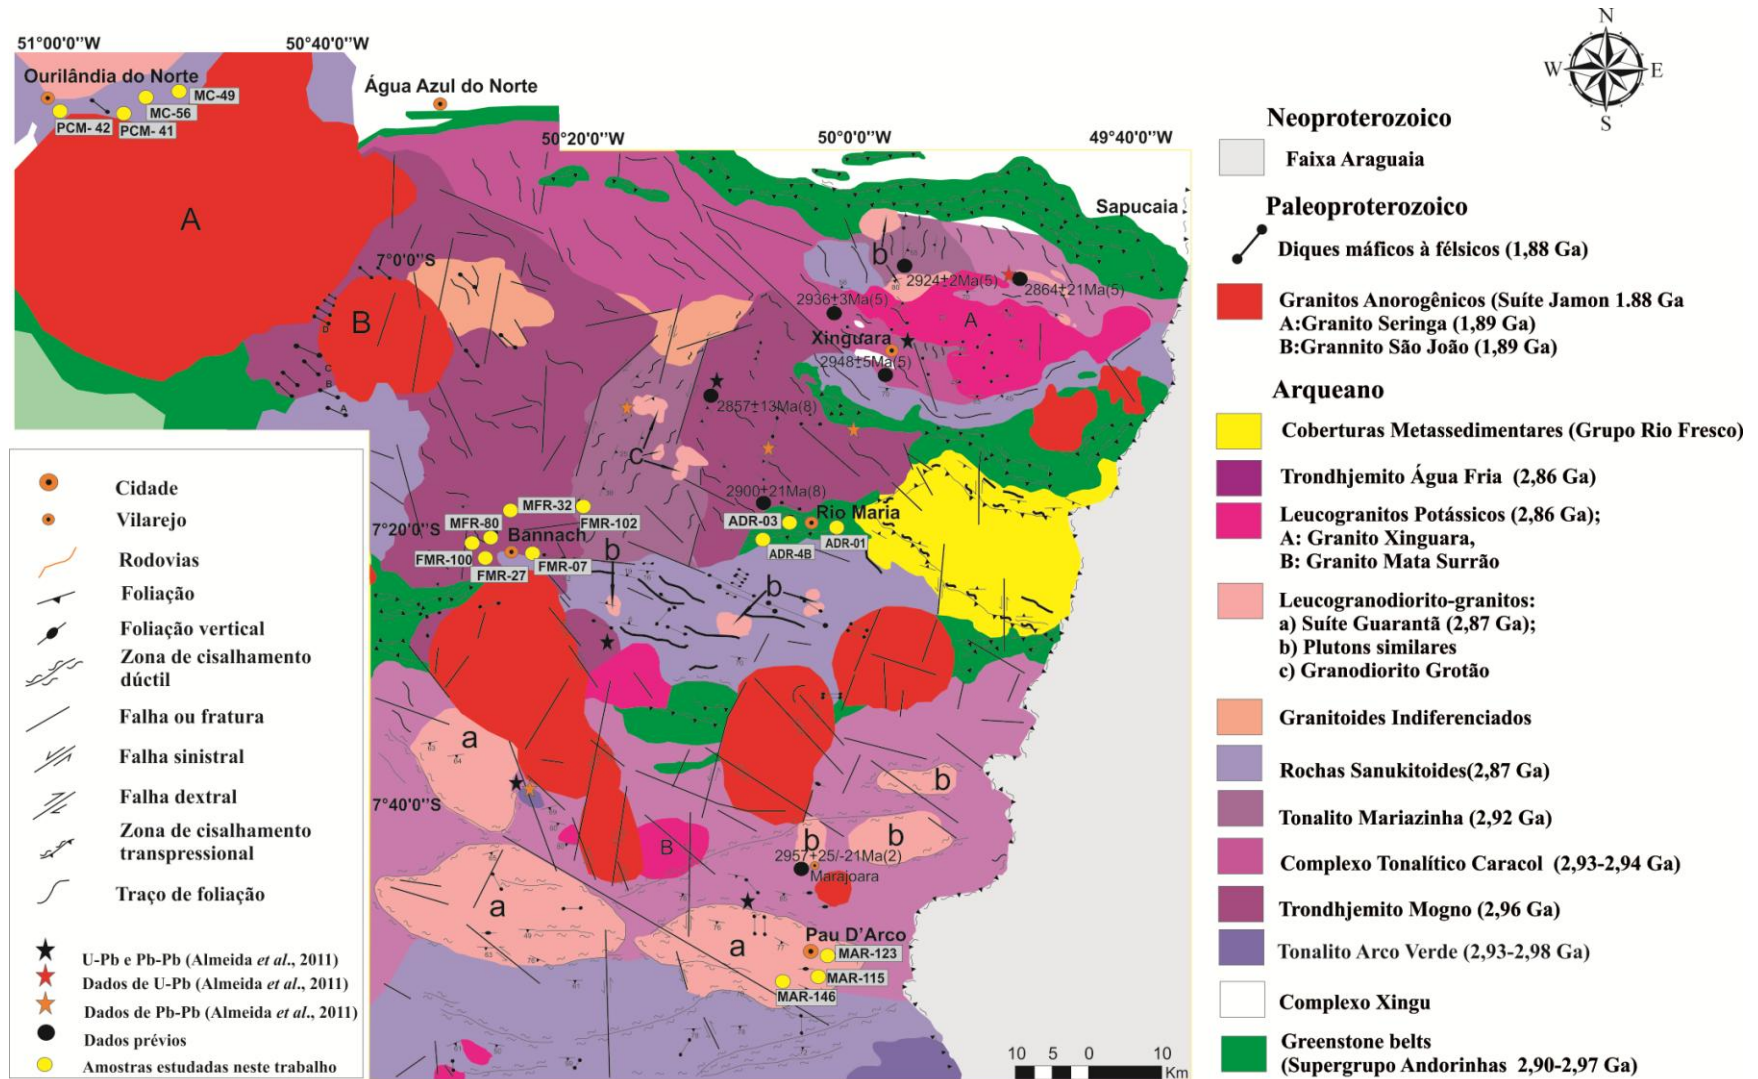 51°00'0''W
50°40'0''W
Ourilândia do Norte
MC-49
MC-56
PCM- 42
PCM- 41
Água Azul do Norte
50°20'0''W
50°0'0''W
49°40'0''W
Sapucaia
A
7°0'0''S
B
b
2924±2Ma(5)
2864±21Ma(5)
2936±3Ma(5)
A
Xinguara
2948±5Ma(5)
D
C
B
A
2857±13Ma(8)
C
2900±21Ma(8)
MFR-32
FMR-102
ADR-03
Rio Maria
7°20'0''S
MFR-80
Bannach
ADR-4B
ADR-01
FMR-100
FMR-27
FMR-07
b
b
a
7°40'0''S
b
b
b
B
2957+25/-21Ma(2)
Marajoara
a
a
Pau D'Arco
MAR-123
MAR-115
MAR-146
10 5 0 10
Km
Cidade
Vilarejo
Rodovias
Foliação
Foliação vertical
Zona de cisalhamento
dúctil
Falha ou fratura
Falha sinistral
Falha dextral
Zona de cisalhamento
transpressional
Traço de foliação
U-Pb e Pb-Pb (Almeida et al., 2011)
Dados de U-Pb (Almeida et al., 2011)
Dados de Pb-Pb (Almeida et al., 2011)
Dados prévios
Amostras estudadas neste trabalho
N
W E
S
Neoproterozoico
Faixa Araguaia
Paleoproterozoico
Diques máficos à félsicos (1,88 Ga)
Granitos Anorogênicos (Suíte Jamon 1.88 Ga
A:Granito Seringa (1,89 Ga)
B:Grannito São João (1,89 Ga)
Arqueano
Coberturas Metassedimentares (Grupo Rio Fresco)
Trondhjemito Água Fria (2,86 Ga)
Leucogranitos Potássicos (2,86 Ga);
A: Granito Xinguara,
B: Granito Mata Surrão
Leucogranodiorito-granitos:
a) Suíte Guarantã (2,87 Ga);
b) Plutons similares
c) Granodiorito Grotão
Granitoides Indiferenciados
Rochas Sanukitoides(2,87 Ga)
Tonalito Mariazinha (2,92 Ga)
Complexo Tonalítico Caracol (2,93-2,94 Ga)
Trondhjemito Mogno (2,96 Ga)
Tonalito Arco Verde (2,93-2,98 Ga)
Complexo Xingu
Greenstone belts
(Supergrupo Andorinhas 2,90-2,97 Ga)